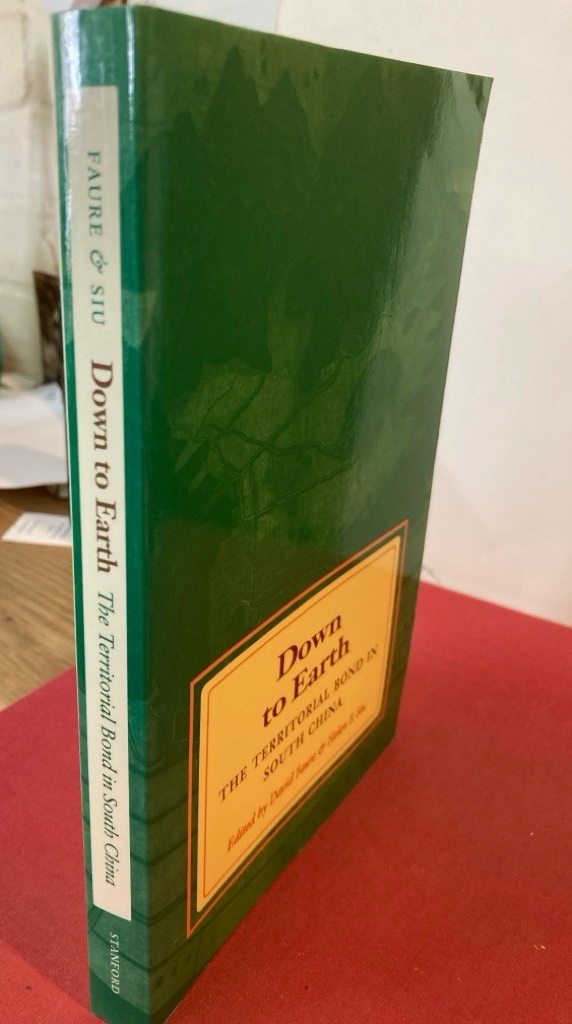 FAURE & SIU Down to Earth The Territorial Bond in South China
STANFORD
Down
to Earth
THE TERRITORIAL BOND IN
SOUTH CHINA
Edited by David Faure & Helen F. Siu